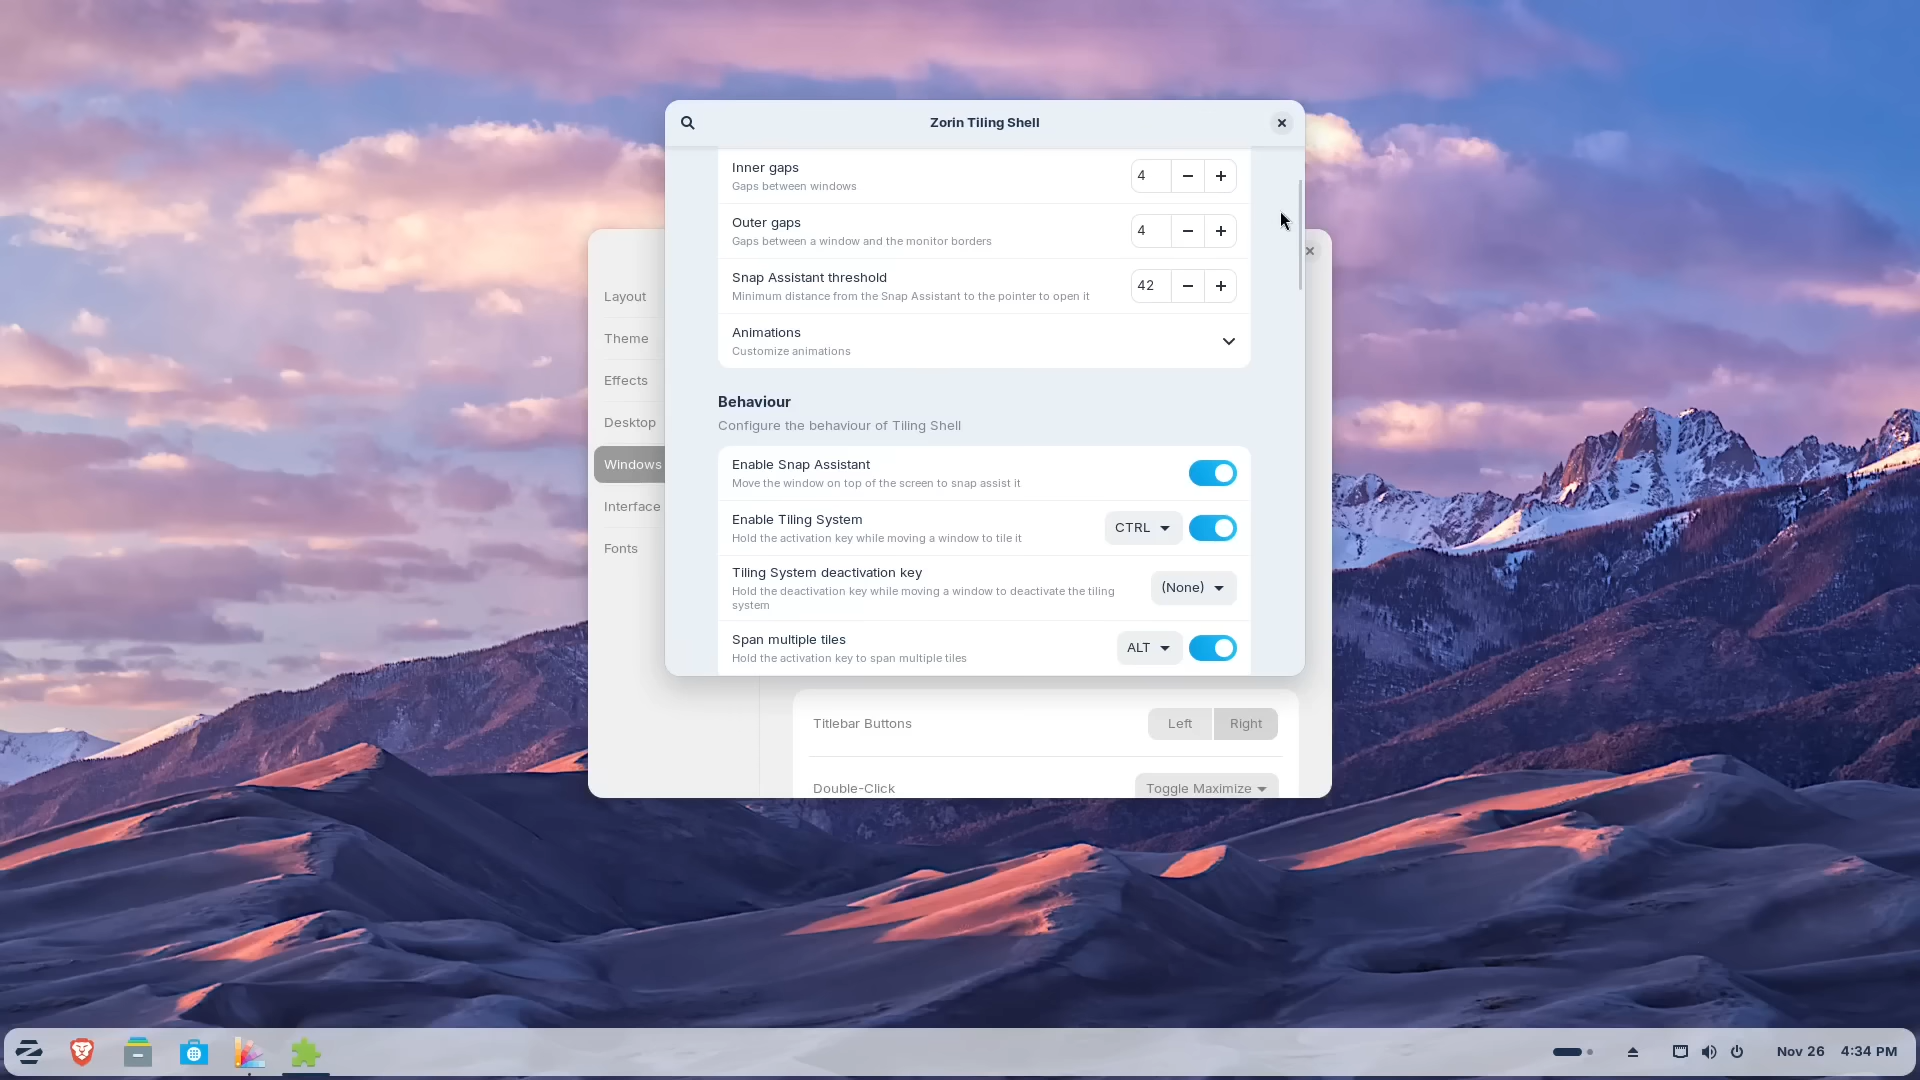 Zorin Tiling Shell
Inner gaps
Gaps between windows
4
Outer gaps
Gaps between a window and the monitor borders
4
Snap Assistant threshold
Minimum distance from the Snap Assistant to the pointer to open it
42
Animations
Customize animations
Behaviour
Configure the behaviour of Tiling Shell
Enable Snap Assistant
Move the window on top of the screen to snap assist it
Enable Tiling System
Hold the activation key while moving a window to tile it
CTRL
Tiling System deactivation key
Hold the deactivation key while moving a window to deactivate the tiling
system
(None)
Span multiple tiles
Hold the activation key to span multiple tiles
ALT
Layout
Theme
Effects
Desktop
Windows
Interface
Fonts
Titlebar Buttons
Left Right
Double-Click
Toggle Maximize
Nov 26 4:34 PM